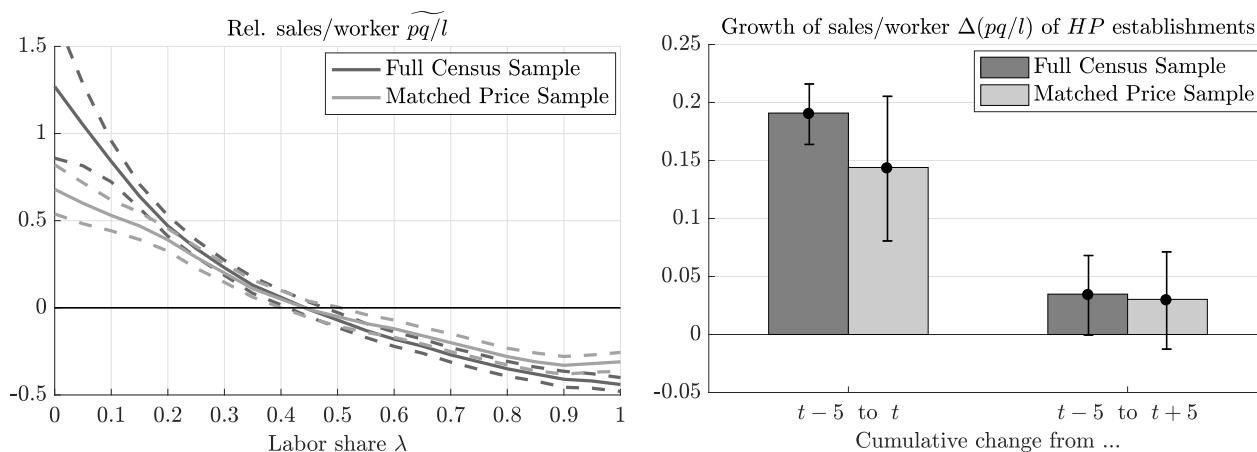 Rel. sales/worker p͠q/l
1.5
1
0.5
0
-0.5
Full Census Sample
Matched Price Sample
0 0.1 0.2 0.3 0.4 0.5 0.6 0.7 0.8 0.9 1
Labor share λ
Growth of sales/worker Δ(pq/l) of HP establishments
0.25
0.2
0.15
0.1
0.05
0
-0.05
Full Census Sample
Matched Price Sample
t − 5 to t t − 5 to t + 5
Cumulative change from ...